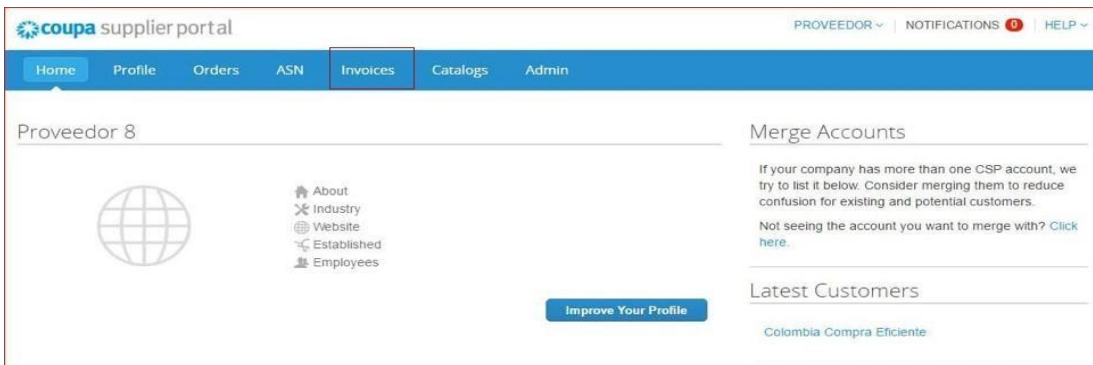 coupa supplier portal
PROVEEDOR NOTIFICATIONS 0 HELP
Home Profile Orders ASN Invoices Catalogs Admin
Proveedor 8
About
Industry
Website
Established
Employees
Improve Your Profile
Merge Accounts
If your company has more than one CSP account, we
try to list it below. Consider merging them to reduce
confusion for existing and potential customers.
Not seeing the account you want to merge with? Click
here.
Latest Customers
Colombia Compra Eficiente